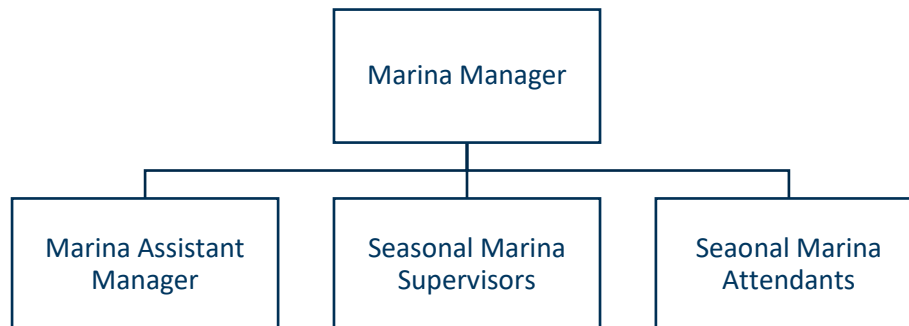 Marina Manager
Marina Assistant
Manager
Seasonal Marina
Supervisors
Seaonal Marina
Attendants